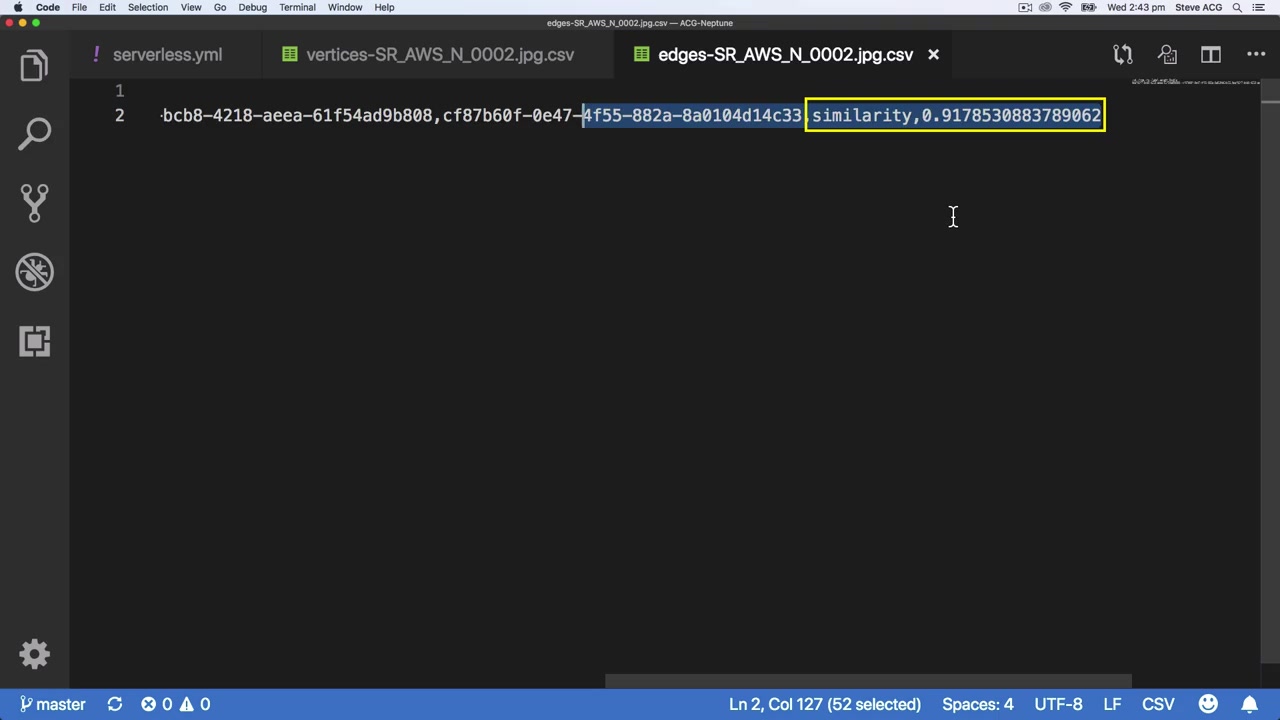 Code File Edit Selection View Go Debug Terminal Window Help Wed 2:43 pm Steve ACG
edges-SR_AWS_N_0002.jpg.csv — ACG-Neptune
! serverless.yml vertices-SR_AWS_N_0002.jpg.csv edges-SR_AWS_N_0002.jpg.csv
1
2 bcb8-4218-aeea-61f54ad9b808,cf87b60f-0e47-4f55-882a-8a0104d14c33,similarity,0.9178530883789062
master 0 0 Ln 2, Col 127 (52 selected) Spaces: 4 UTF-8 LF CSV